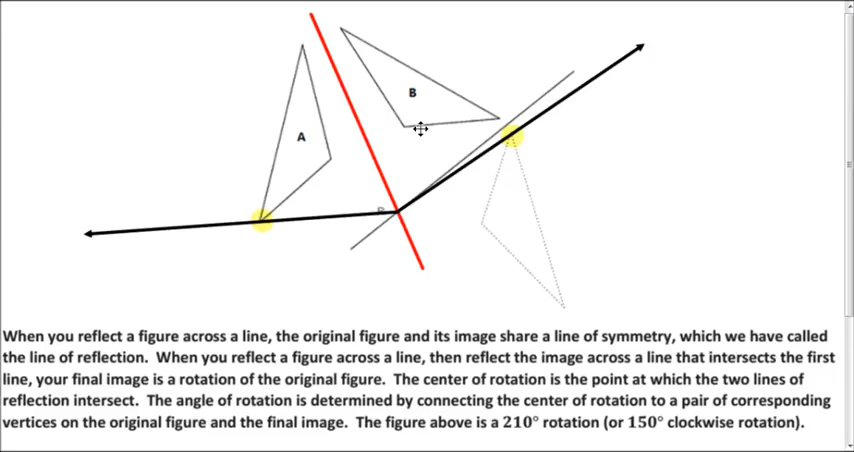 B
A
When you reflect a figure across a line, the original figure and its image share a line of symmetry, which we have called
the line of reflection. When you reflect a figure across a line, then reflect the image across a line that intersects the first
line, your final image is a rotation of the original figure. The center of rotation is the point at which the two lines of
reflection intersect. The angle of rotation is determined by connecting the center of rotation to a pair of corresponding
vertices on the original figure and the final image. The figure above is a 210° rotation (or 150° clockwise rotation).